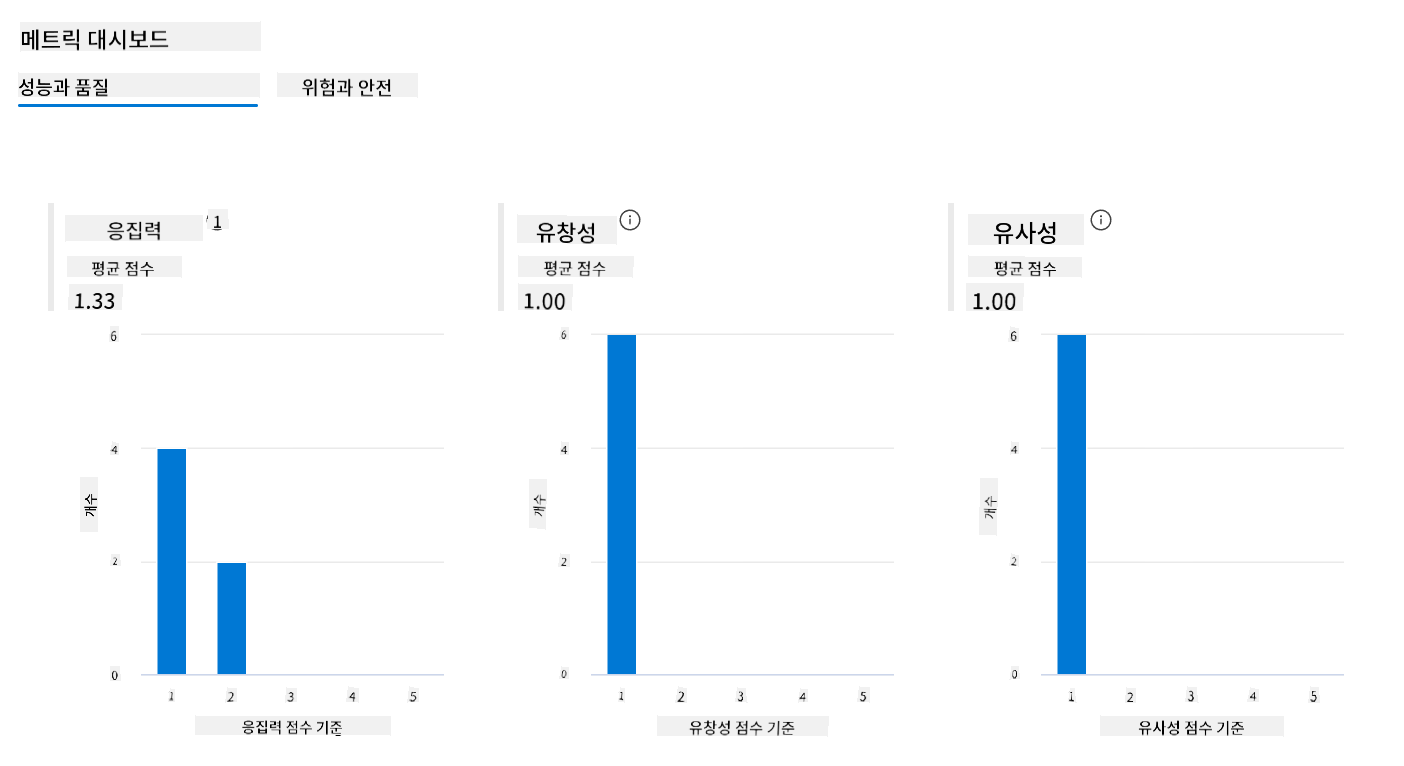 메트릭 대시보드
성능과 품질
위험과 안전
응집력
1
평균 점수
1.33
6
4
2
0
개수
1 2 3 4 5
응집력 점수 기준
유창성
평균 점수
1.00
6
4
2
0
개수
1 2 3 4 5
유창성 점수 기준
유사성
평균 점수
1.00
6
4
2
0
개수
1 2 3 4 5
유사성 점수 기준